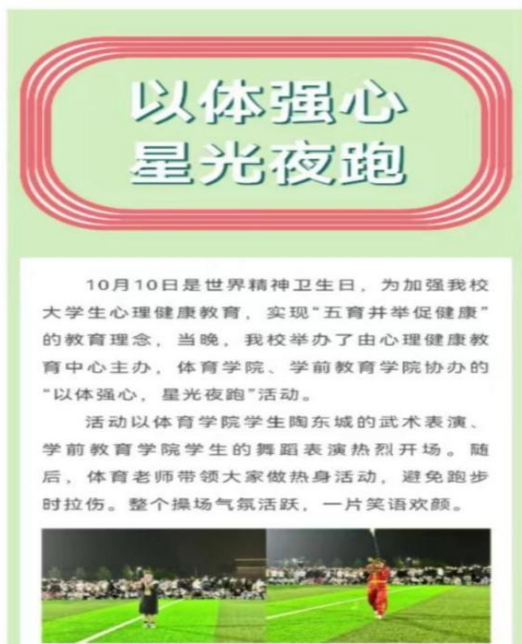 以体强心
星光夜跑
10月10日是世界精神卫生日，为加强我校
大学生心理健康教育，实现“五育并举促健康”
的教育理念，当晚，我校举办了由心理健康教
育中心主办，体育学院、学前教育学院协办的
“以体强心，星光夜跑”活动。
活动以体育学院学生陶东城的武术表演、
学前教育学院学生的舞蹈表演热烈开场。随
后，体育老师带领大家做热身活动，避免跑步
时拉伤。整个操场气氛活跃，一片笑语欢颜。